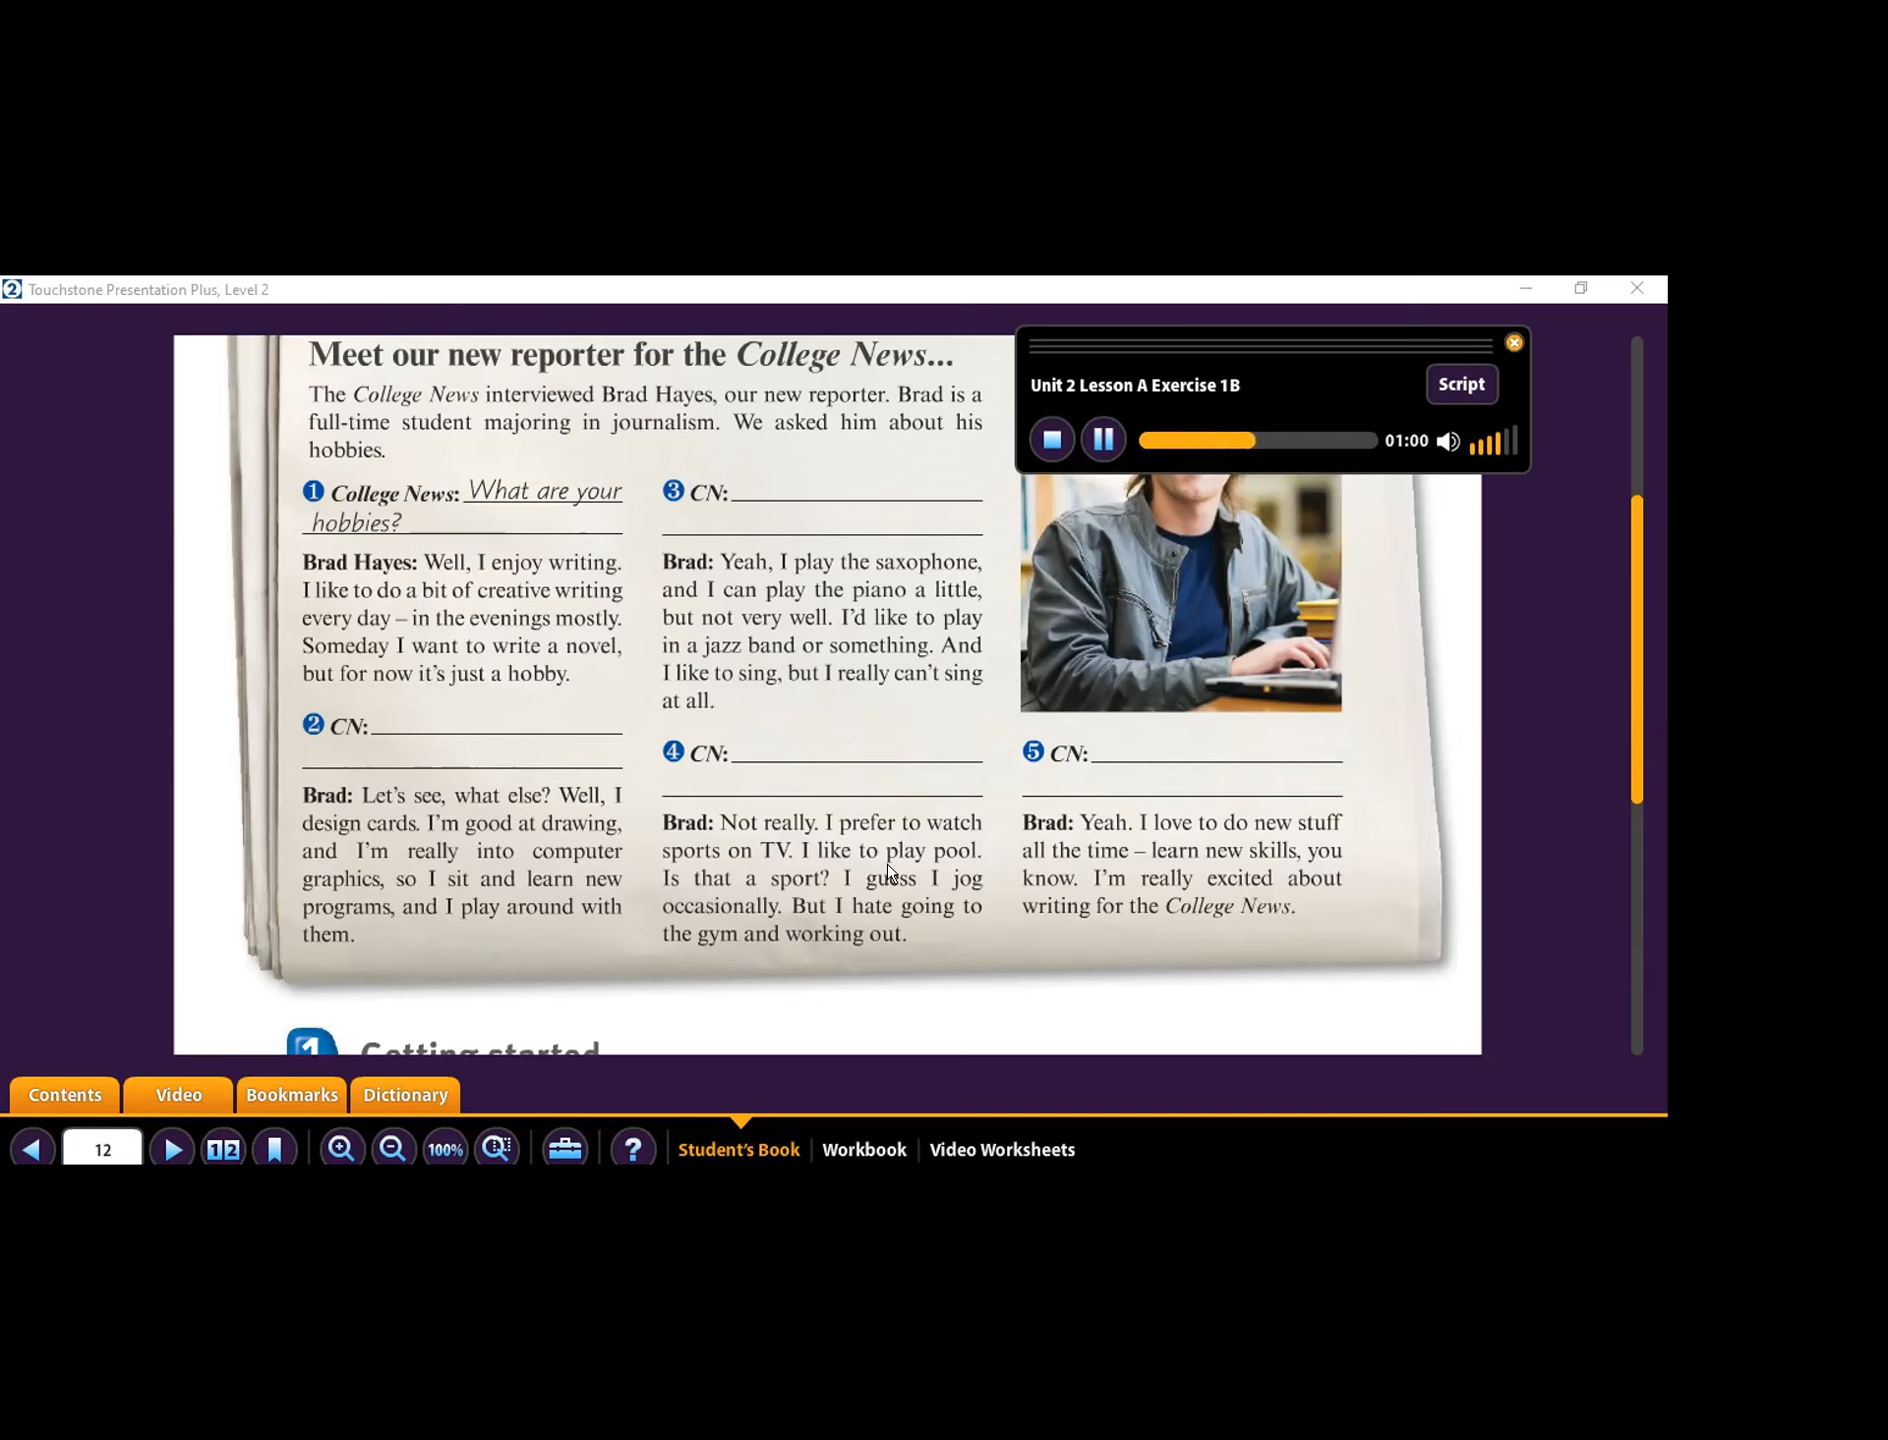 Touchstone Presentation Plus, Level 2
Meet our new reporter for the College News...
The College News interviewed Brad Hayes, our new reporter. Brad is a
full-time student majoring in journalism. We asked him about his
hobbies.
Unit 2 Lesson A Exercise 1B
Script
01:00
1 College News: What are your
hobbies?
Brad Hayes: Well, I enjoy writing.
I like to do a bit of creative writing
every day – in the evenings mostly.
Someday I want to write a novel,
but for now it's just a hobby.
2 CN:
Brad: Let's see, what else? Well, I
design cards. I'm good at drawing,
and I'm really into computer
graphics, so I sit and learn new
programs, and I play around with
them.
3 CN:
Brad: Yeah, I play the saxophone,
and I can play the piano a little,
but not very well. I'd like to play
in a jazz band or something. And
I like to sing, but I really can't sing
at all.
4 CN:
Brad: Not really. I prefer to watch
sports on TV. I like to play pool.
Is that a sport? I guess I jog
occasionally. But I hate going to
the gym and working out.
5 CN:
Brad: Yeah. I love to do new stuff
all the time – learn new skills, you
know. I'm really excited about
writing for the College News.
1 Getting started
Contents Video Bookmarks Dictionary
12 12 100% ? Student's Book Workbook Video Worksheets